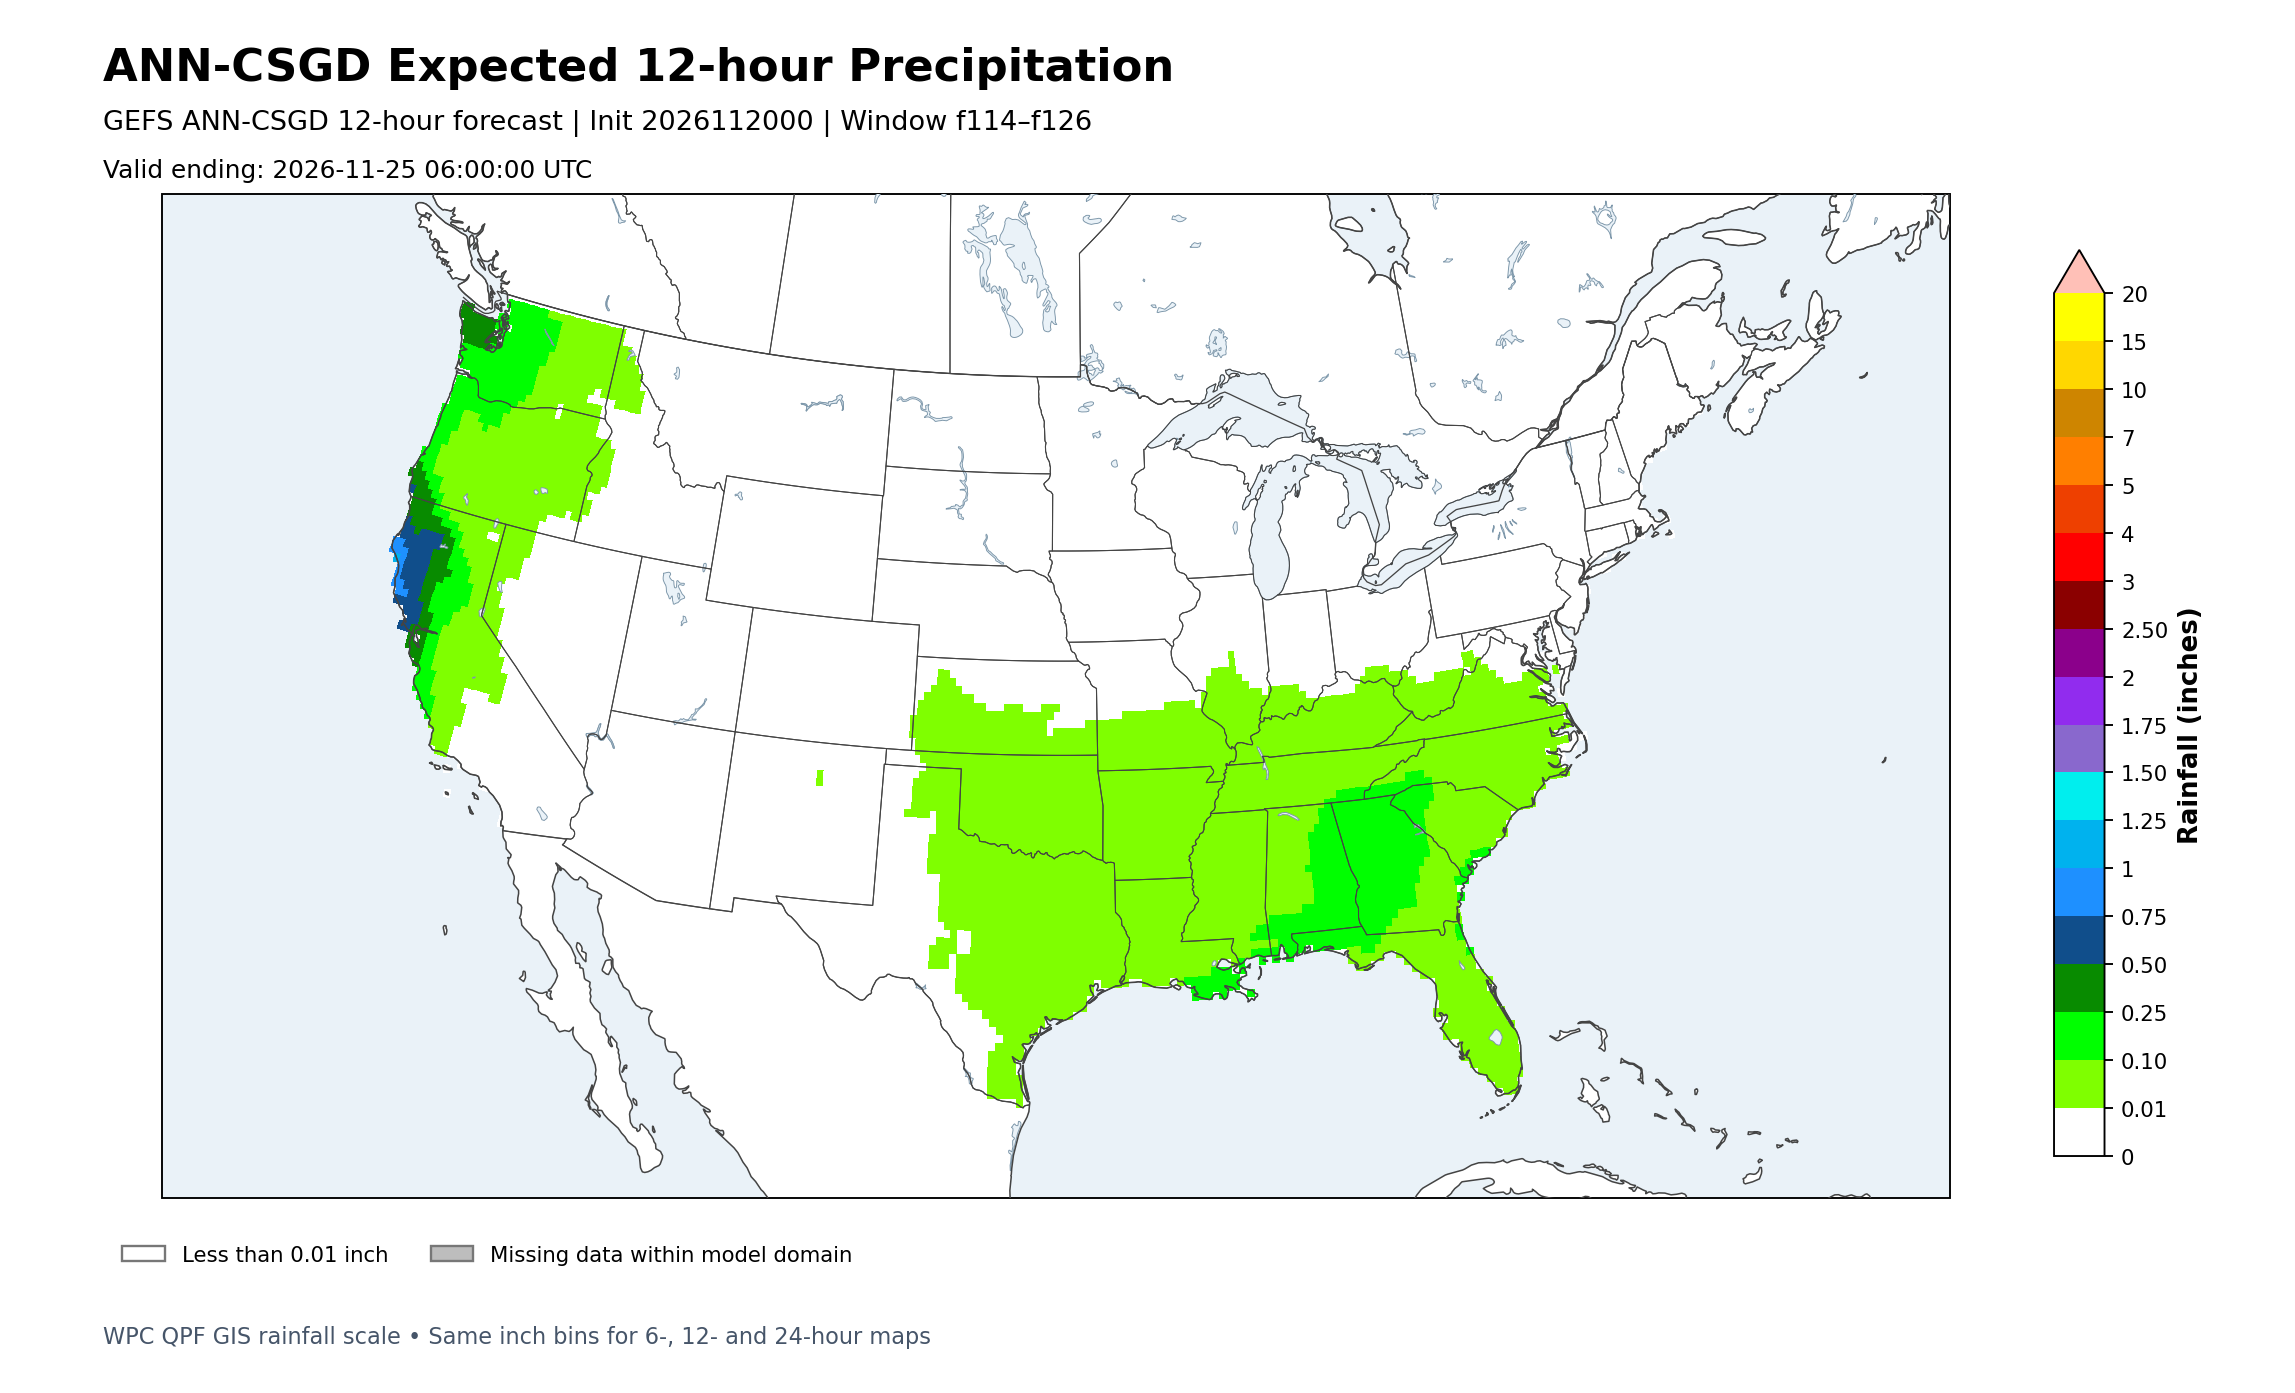 ANN-CSGD Expected 12-hour Precipitation
GEFS ANN-CSGD 12-hour forecast | Init 2026112000 | Window f114–f126
Valid ending: 2026-11-25 06:00:00 UTC
20
15
10
7
5
4
3
2.50
2
1.75
1.50
1.25
1
0.75
0.50
0.25
0.10
0.01
0
Rainfall (inches)
Less than 0.01 inch
Missing data within model domain
WPC QPF GIS rainfall scale • Same inch bins for 6-, 12- and 24-hour maps